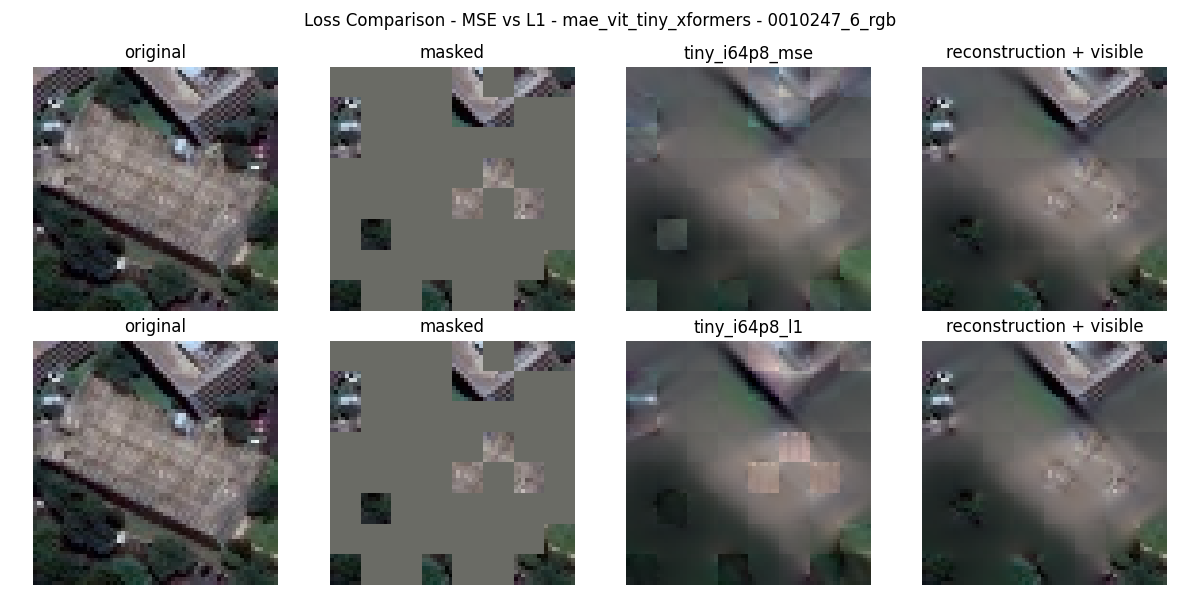 Loss Comparison - MSE vs L1 - mae_vit_tiny_xformers - 0010247_6_rgb
original
masked
tiny_i64p8_mse
reconstruction + visible
original
masked
tiny_i64p8_l1
reconstruction + visible